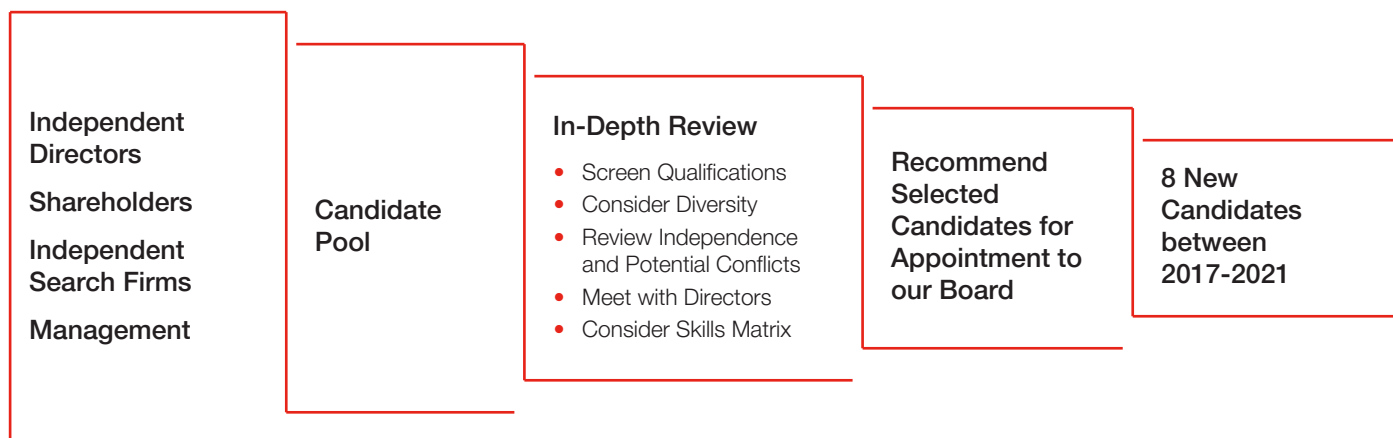 Independent
Directors
Shareholders
Independent
Search Firms
Management
Candidate
Pool
In-Depth Review
• Screen Qualifications
• Consider Diversity
• Review Independence
and Potential Conflicts
• Meet with Directors
• Consider Skills Matrix
Recommend
Selected
Candidates for
Appointment to
our Board
8 New
Candidates
between
2017-2021